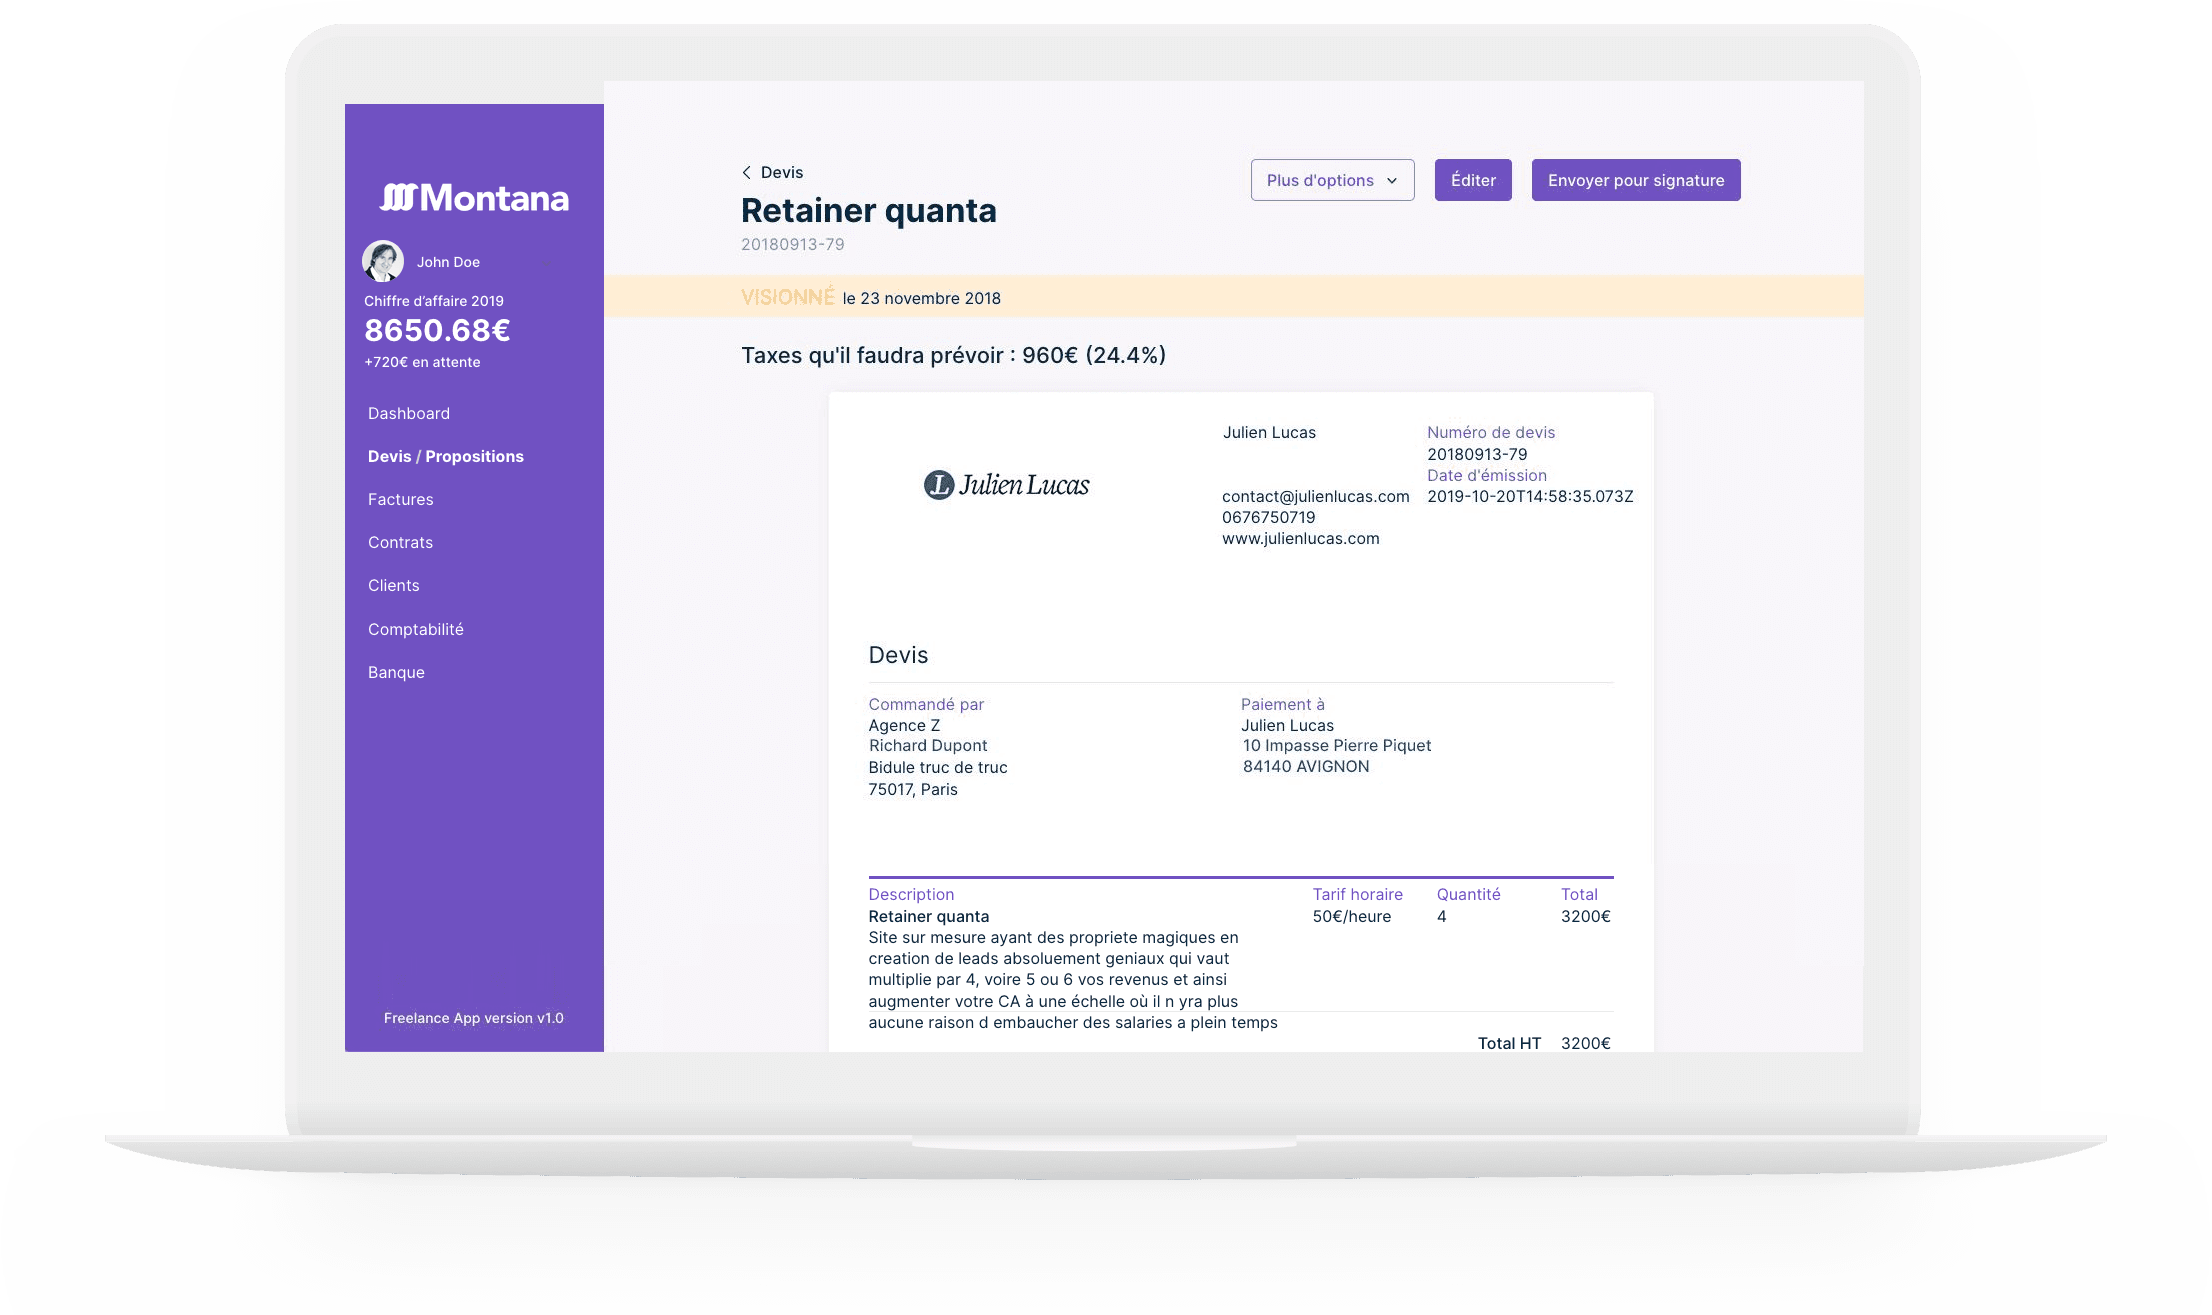 Montana
John Doe
Chiffre d'affaire 2019
8650.68€
+720€ en attente
Dashboard
Devis / Propositions
Factures
Contrats
Clients
Comptabilité
Banque
Freelance App version v1.0
Devis
Retainer quanta
20180913-79
Plus d'options
Éditer
Envoyer pour signature
VISIONNÉ le 23 novembre 2018
Taxes qu'il faudra prévoir : 960€ (24.4%)
L Julien Lucas
Julien Lucas
contact@julienlucas.com
0676750719
www.julienlucas.com
Numéro de devis
20180913-79
Date d'émission
2019-10-20T14:58:35.073Z
Devis
Commandé par
Agence Z
Richard Dupont
Bidule truc de truc
75017, Paris
Paiement à
Julien Lucas
10 Impasse Pierre Piquet
84140 AVIGNON
Description Tarif horaire Quantité Total
Retainer quanta 50€/heure 4 3200€
Site sur mesure ayant des propriete magiques en
creation de leads absoluement geniaux qui vaut
multiplie par 4, voire 5 ou 6 vos revenus et ainsi
augmenter votre CA à une échelle où il n yra plus
aucune raison d embaucher des salaries a plein temps
Total HT 3200€